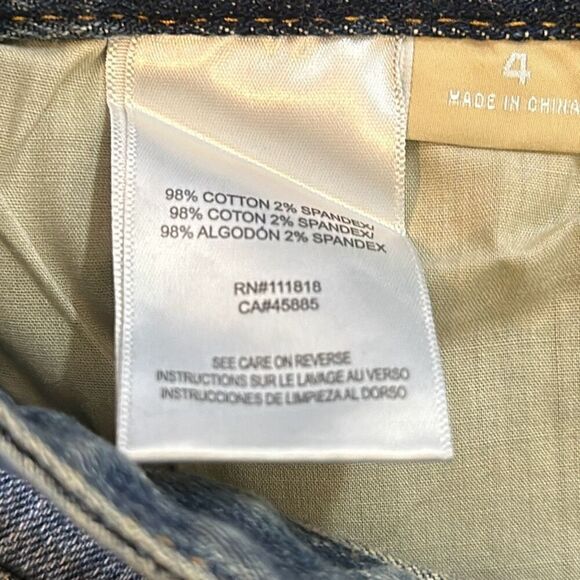 4
MADE IN CHINA
98% COTTON 2% SPANDEX/
98% COTON 2% SPANDEX/
98% ALGODÓN 2% SPANDEX
RN#111818
CA#45885
SEE CARE ON REVERSE
INSTRUCTIONS SUR LE LAVAGE AU VERSO
INSTRUCCIONES DE LIMPIEZA AL DORSO